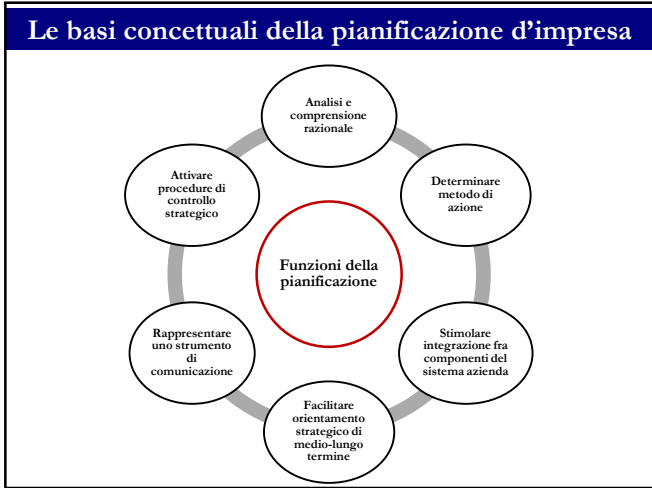 Le basi concettuali della pianificazione d’impresa
Analisi e
comprensione
razionale
Determinare
metodo di
azione
Stimolare
integrazione fra
componenti del
sistema azienda
Facilitare
orientamento
strategico di
medio-lungo
termine
Rappresentare
uno strumento
di
comunicazione
Attivare
procedure di
controllo
strategico
Funzioni della
pianificazione